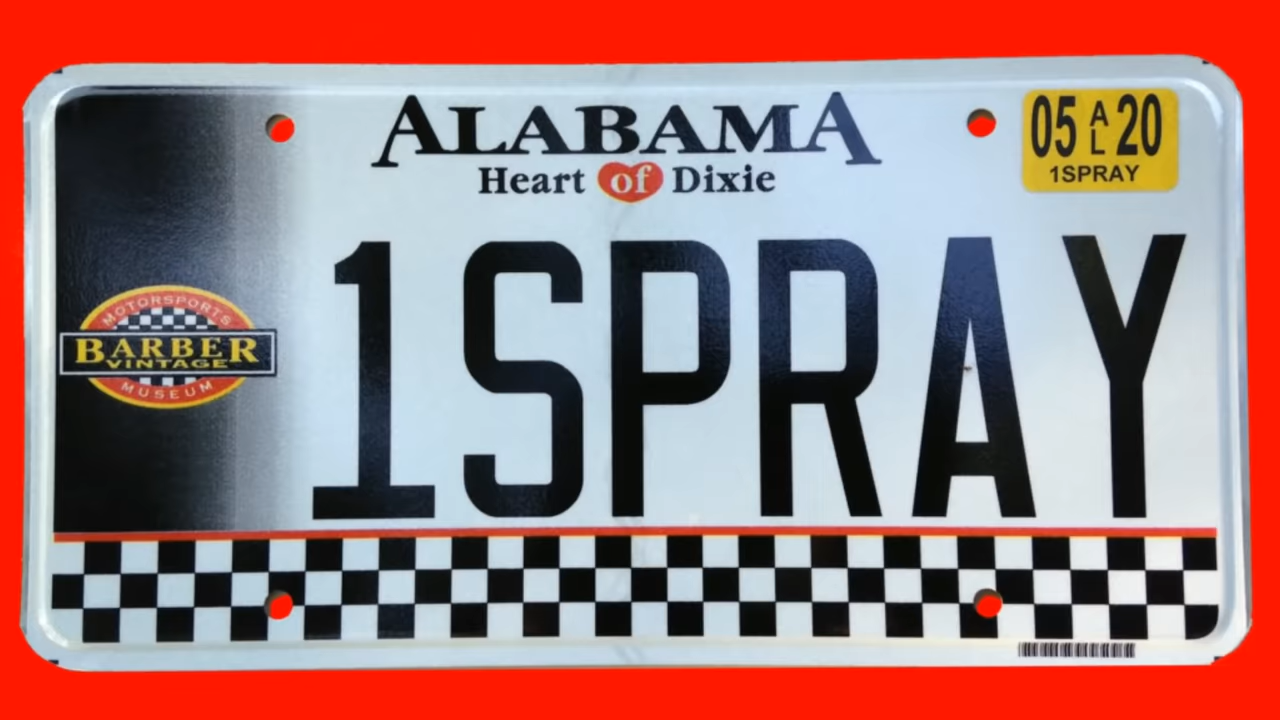 ALABAMA
Heart of Dixie
05 AL 20
1SPRAY
1SPRAY
MOTORSPORTS
BARBER
VINTAGE
MUSEUM